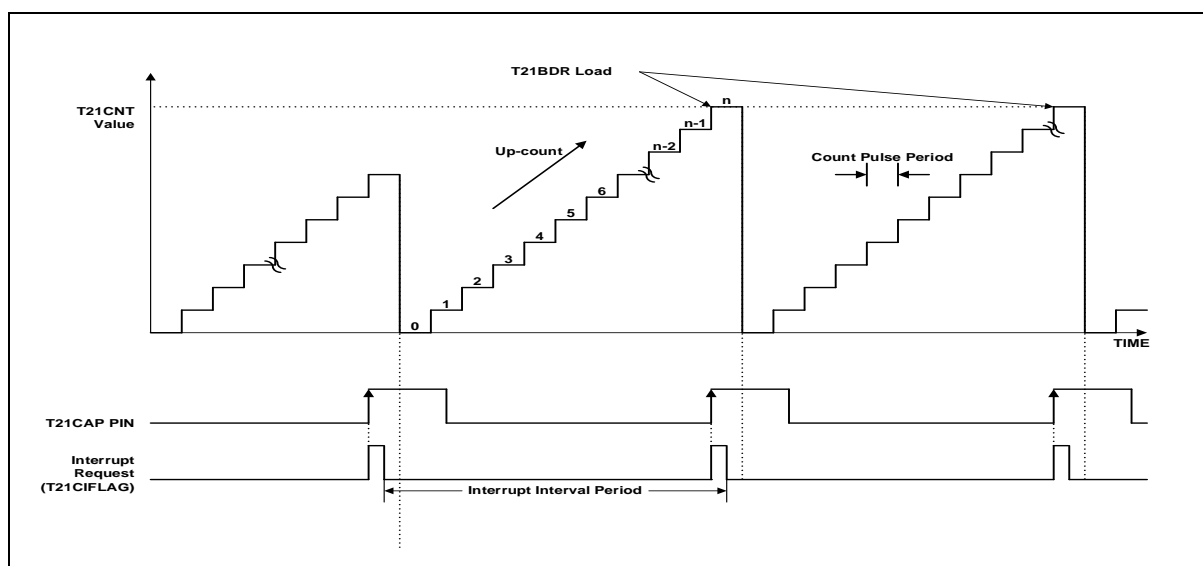 T21BDR Load
T21CNT
Value
n
n-1
n-2
Up-count
Count Pulse Period
6
5
4
3
2
1
0
TIME
T21CAP PIN
Interrupt
Request
(T21CIFLAG)
Interrupt Interval Period